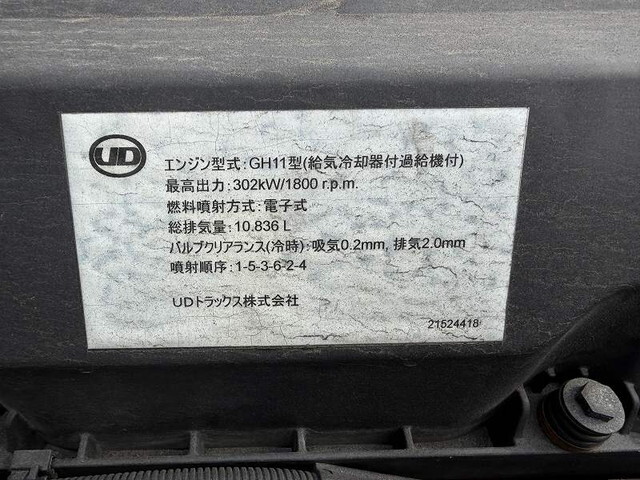 UD
エンジン型式:GH11型(給気冷却器付過給機付)
最高出力:302kW/1800 r.p.m.
燃料噴射方式:電子式
総排気量:10.836 L
バルブクリアランス(冷時):吸気0.2mm, 排気2.0mm
噴射順序:1-5-3-6-2-4
UDトラックス株式会社
21524418